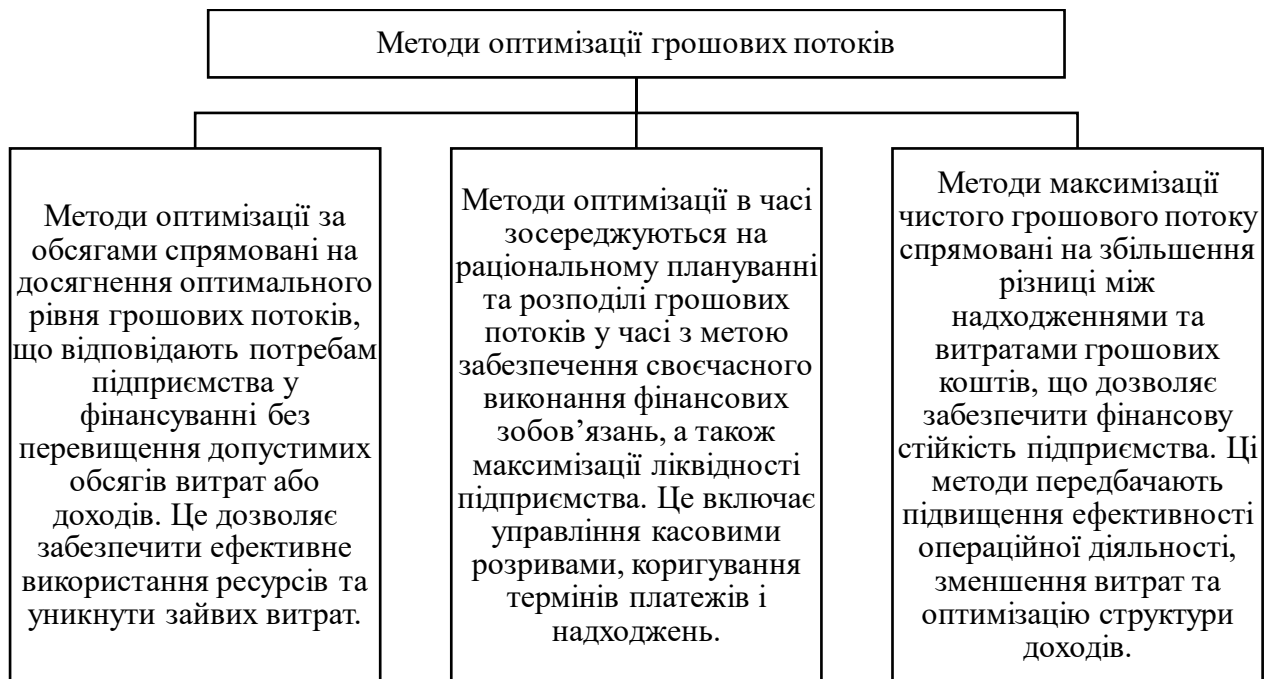 Методи оптимізації грошових потоків
Методи оптимізації за
обсягами спрямовані на
досягнення оптимального
рівня грошових потоків,
що відповідають потребам
підприємства у
фінансуванні без
перевищення допустимих
обсягів витрат або
доходів. Це дозволяє
забезпечити ефективне
використання ресурсів та
уникнути зайвих витрат.
Методи оптимізації в часі
зосереджуються на
раціональному плануванні
та розподілі грошових
потоків у часі з метою
забезпечення своєчасного
виконання фінансових
зобов’язань, а також
максимізації ліквідності
підприємства. Це включає
управління касовими
розривами, коригування
термінів платежів і
надходжень.
Методи максимізації
чистого грошового потоку
спрямовані на збільшення
різниці між
надходженнями та
витратами грошових
коштів, що дозволяє
забезпечити фінансову
стійкість підприємства. Ці
методи передбачають
підвищення ефективності
операційної діяльності,
зменшення витрат та
оптимізацію структури
доходів.